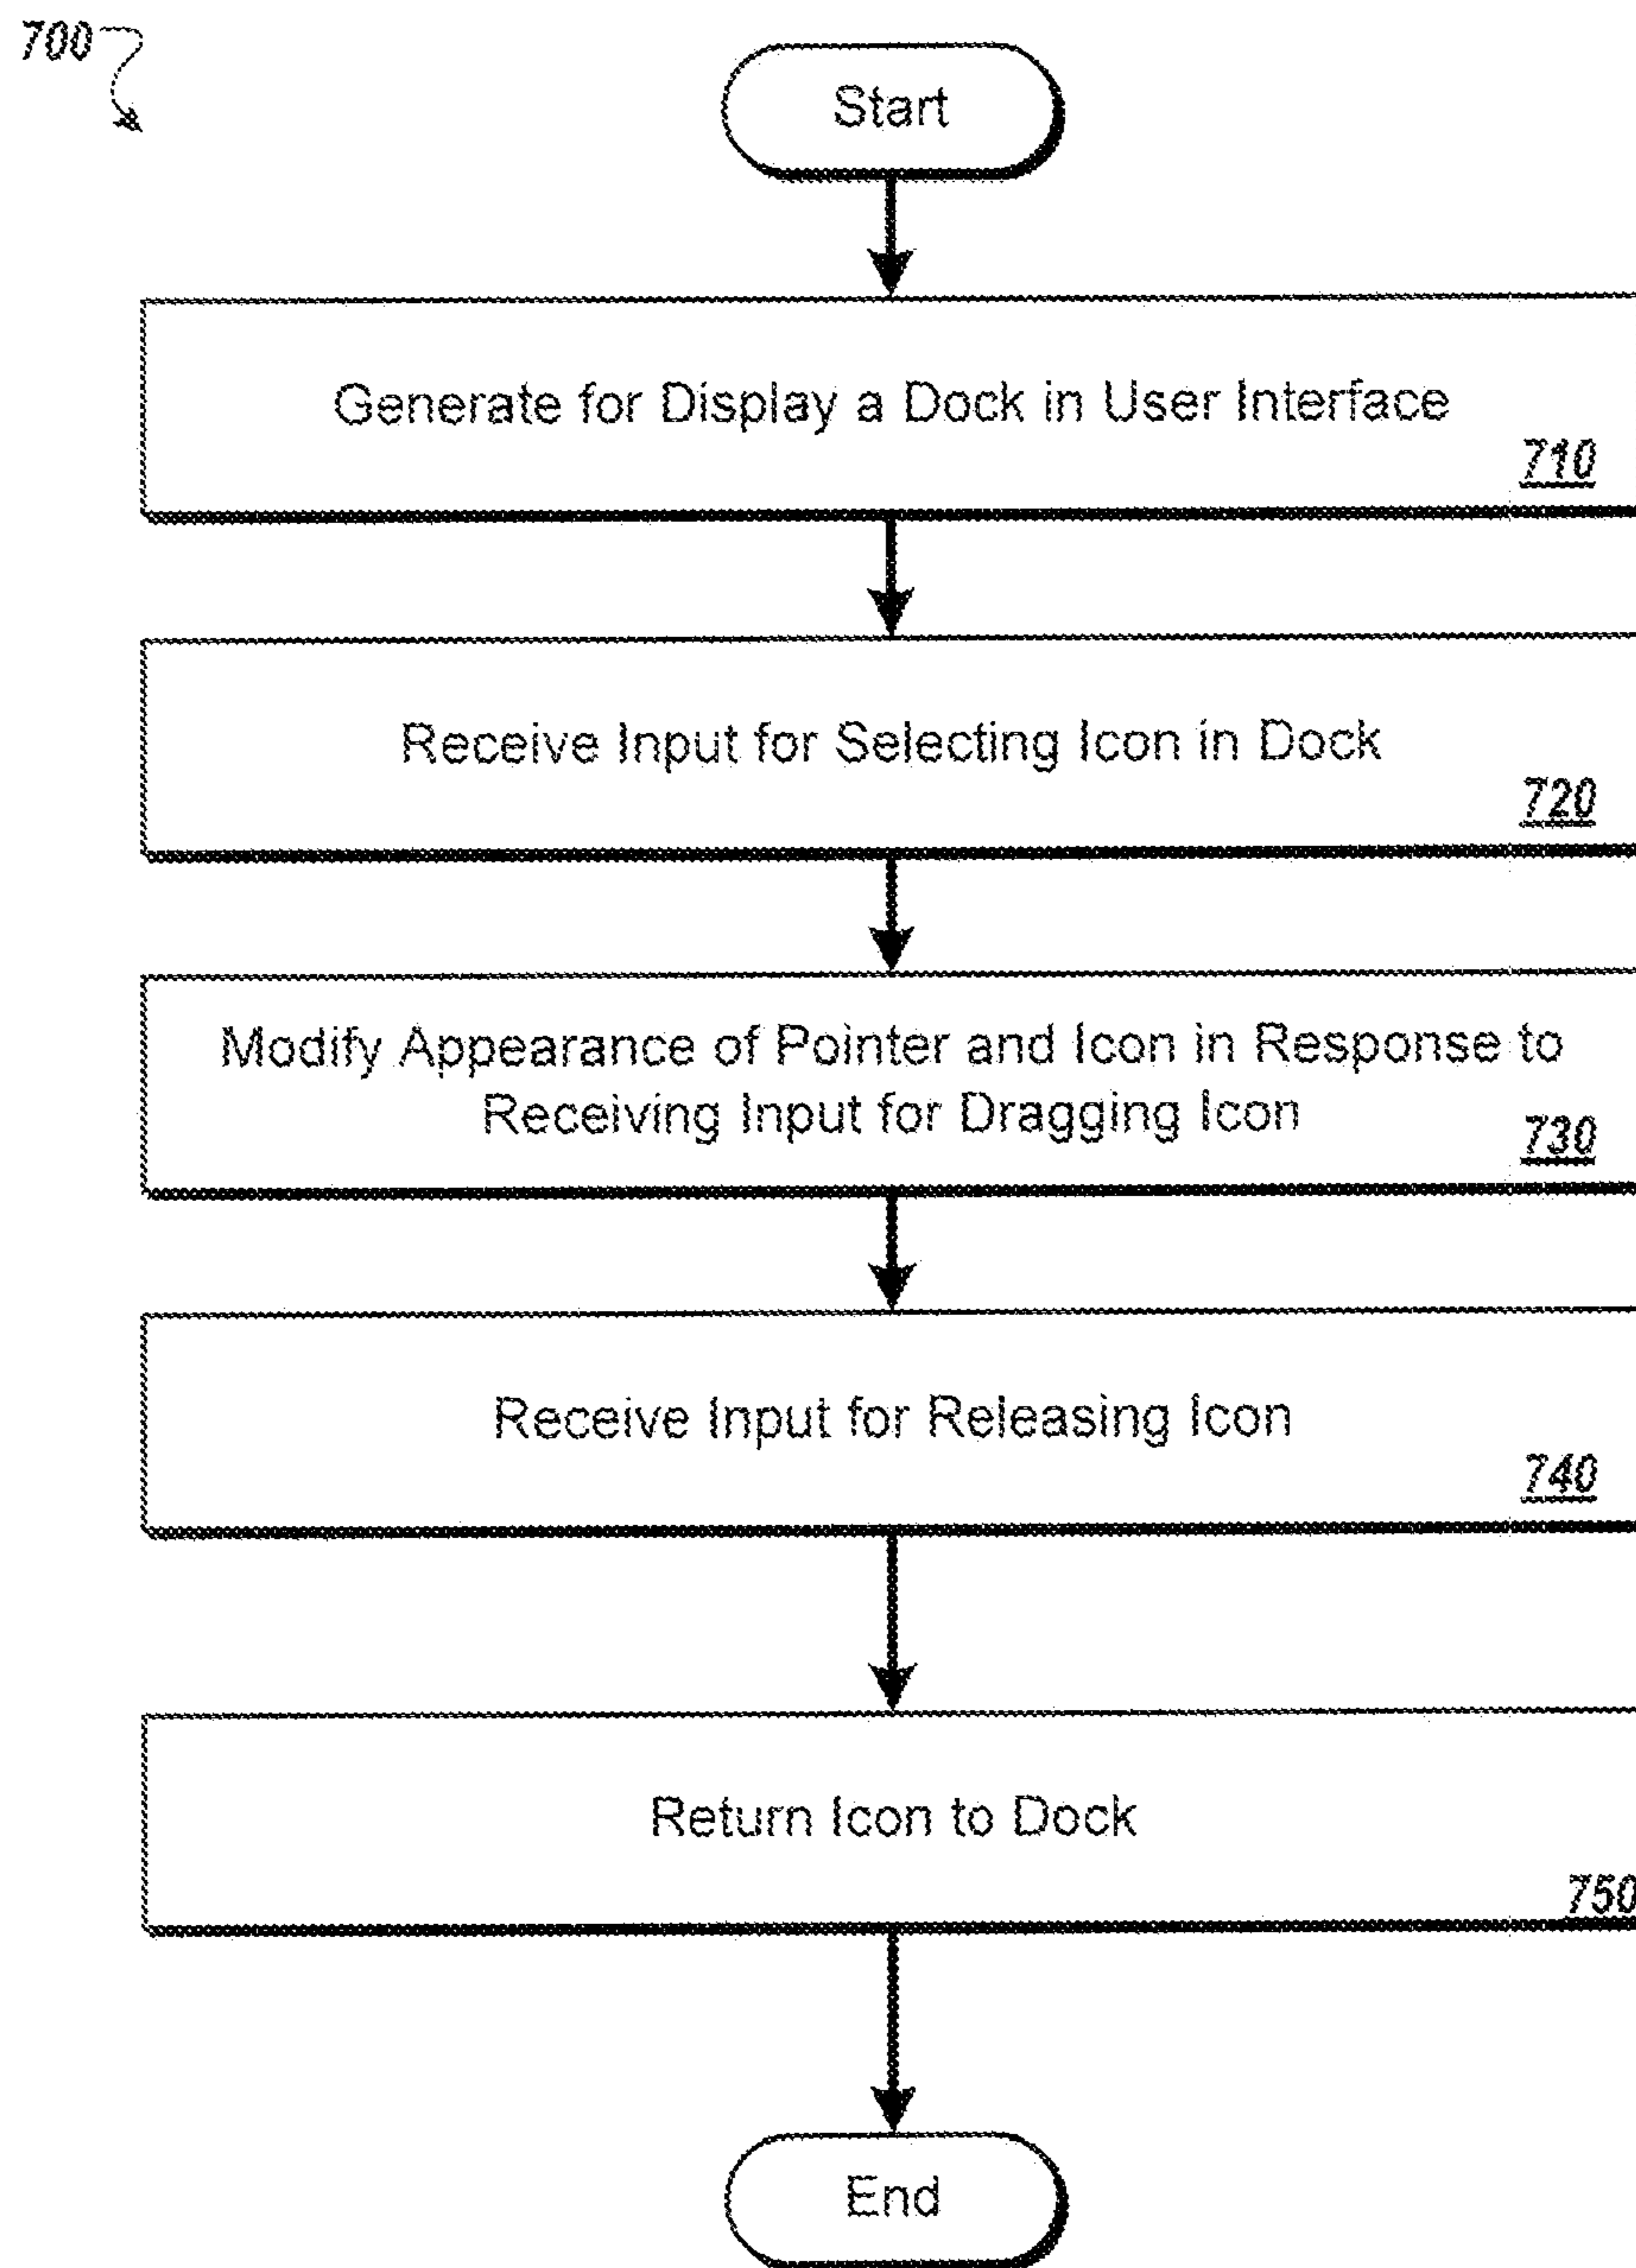 700
Start
Generate for Display a Dock in User Interface
710
Receive Input for Selecting Icon in Dock
720
Modify Appearance of Pointer and Icon in Response to
Receiving Input for Dragging Icon
730
Receive Input for Releasing Icon
740
Return Icon to Dock
750
End